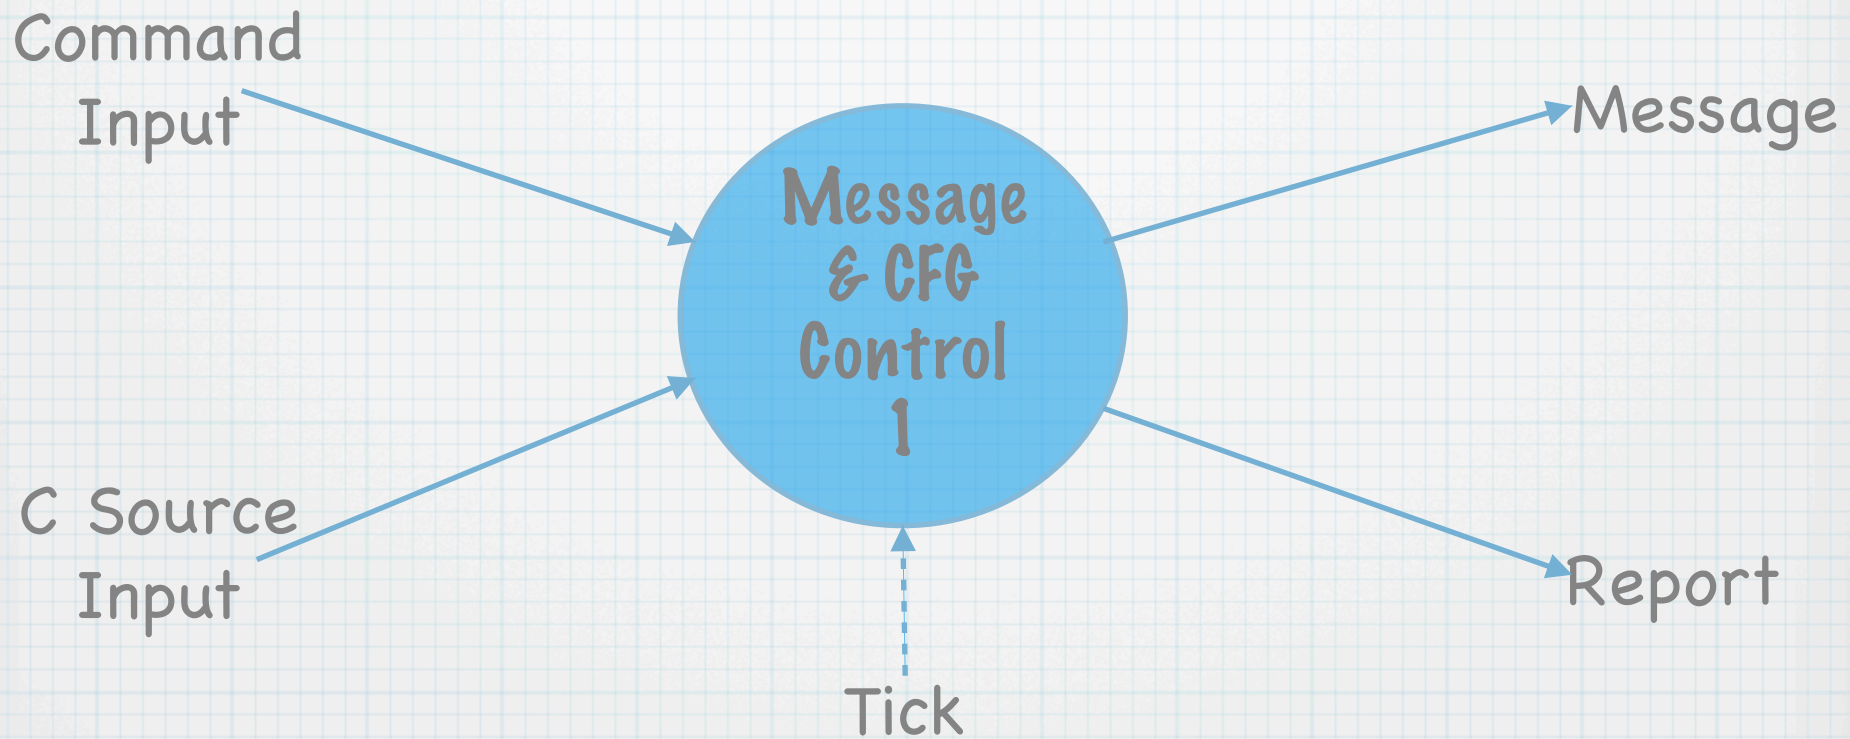 Command
Input
Message
Message
& CFG
Control
1
C Source
Input
Report
Tick